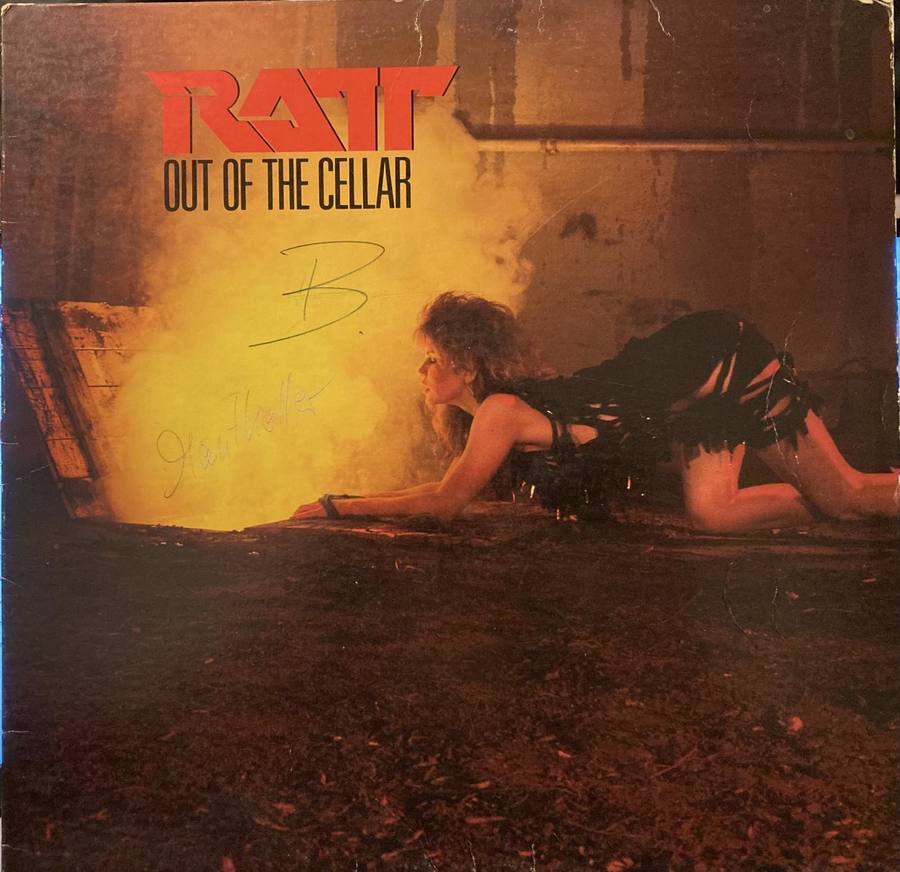 RATT
OUT OF THE CELLAR
B.